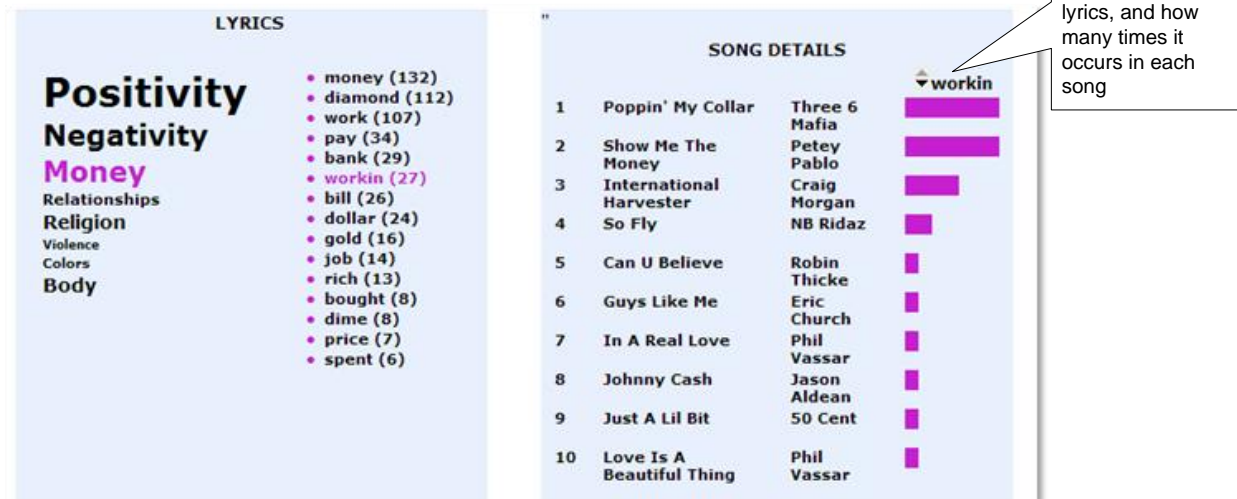 LYRICS
Positivity
Negativity
Money
Relationships
Religion
Violence
Colors
Body
• money (132)
• diamond (112)
• work (107)
• pay (34)
• bank (29)
• workin (27)
• bill (26)
• dollar (24)
• gold (16)
• job (14)
• rich (13)
• bought (8)
• dime (8)
• price (7)
• spent (6)
"
SONG DETAILS
workin
1 Poppin' My Collar Three 6
Mafia
2 Show Me The Petey
Money Pablo
3 International Craig
Harvester Morgan
4 So Fly NB Ridaz
5 Can U Believe Robin
Thicke
6 Guys Like Me Eric
Church
7 In A Real Love Phil
Vassar
8 Johnny Cash Jason
Aldean
9 Just A Lil Bit 50 Cent
10 Love Is A Phil
Beautiful Thing Vassar
lyrics, and how
many times it
occurs in each
song